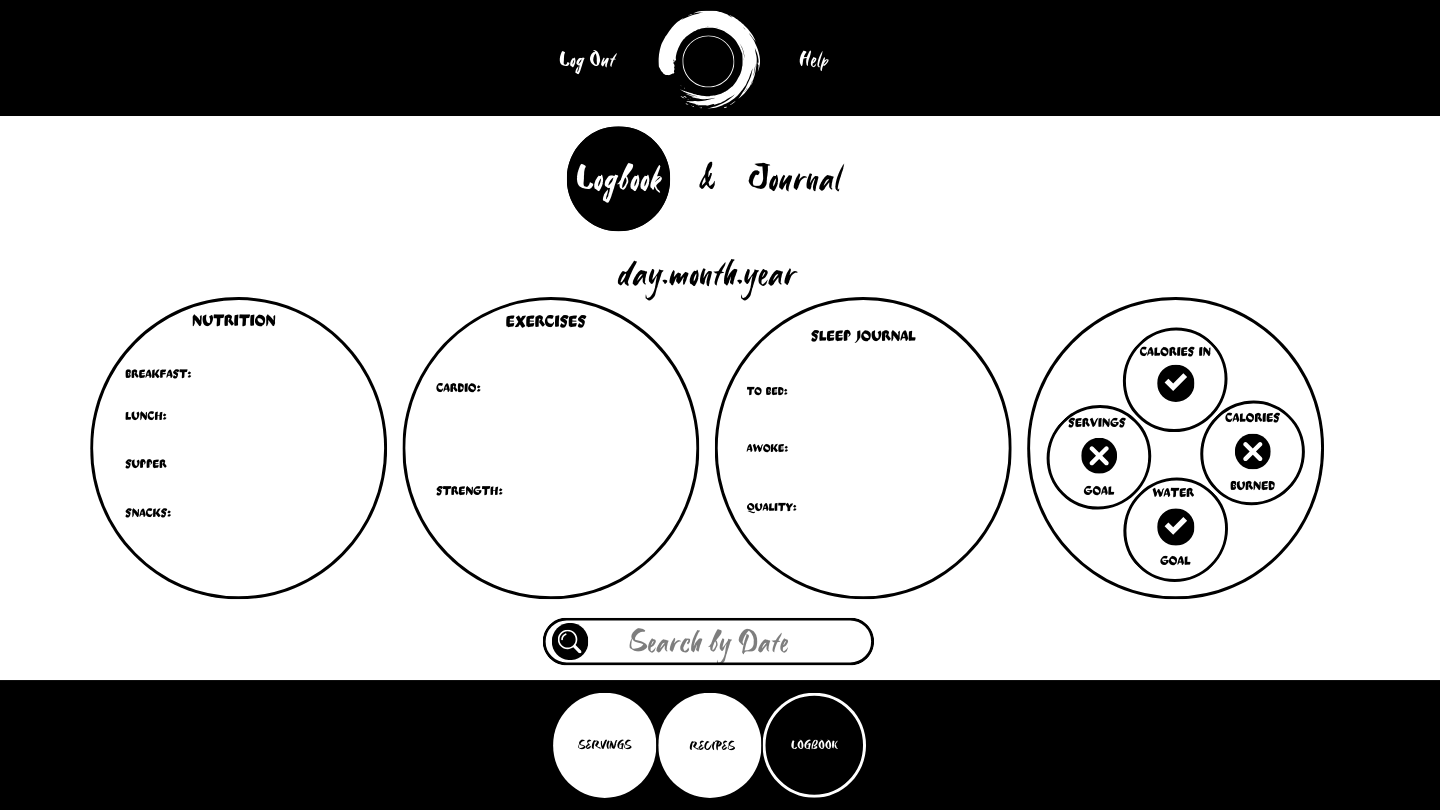 Log Out
Help
Logbook & Journal
day.month.year
NUTRITION
BREAKFAST:
LUNCH:
SUPPER
SNACKS:
EXERCISES
CARDIO:
STRENGTH:
SLEEP JOURNAL
TO BED:
AWOKE:
QUALITY:
CALORIES IN
SERVINGS
GOAL
CALORIES
BURNED
WATER
GOAL
Search by Date
SERVINGS
RECIPES
LOGBOOK